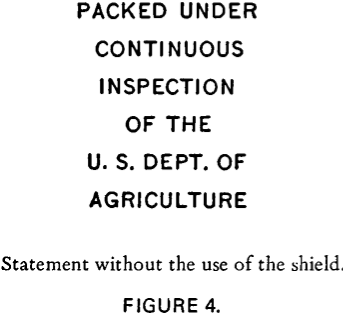 PACKED UNDER
CONTINUOUS
INSPECTION
OF THE
U. S. DEPT. OF
AGRICULTURE
Statement without the use of the shield.
FIGURE 4.